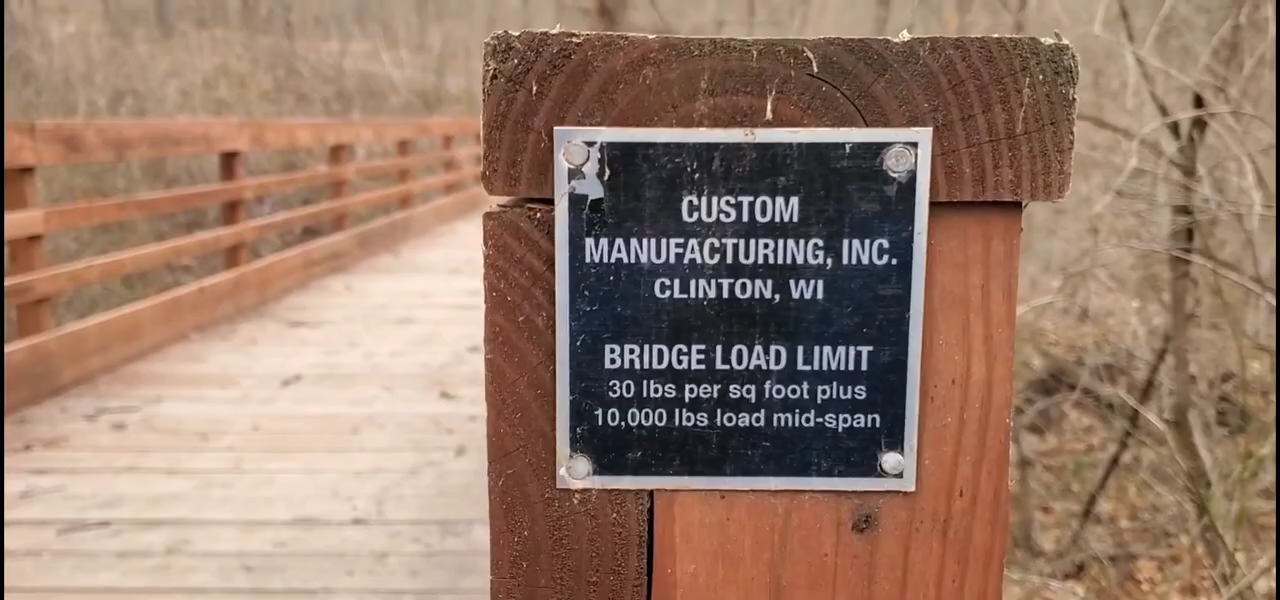 CUSTOM
MANUFACTURING, INC.
CLINTON, WI
BRIDGE LOAD LIMIT
30 lbs per sq foot plus
10,000 lbs load mid-span